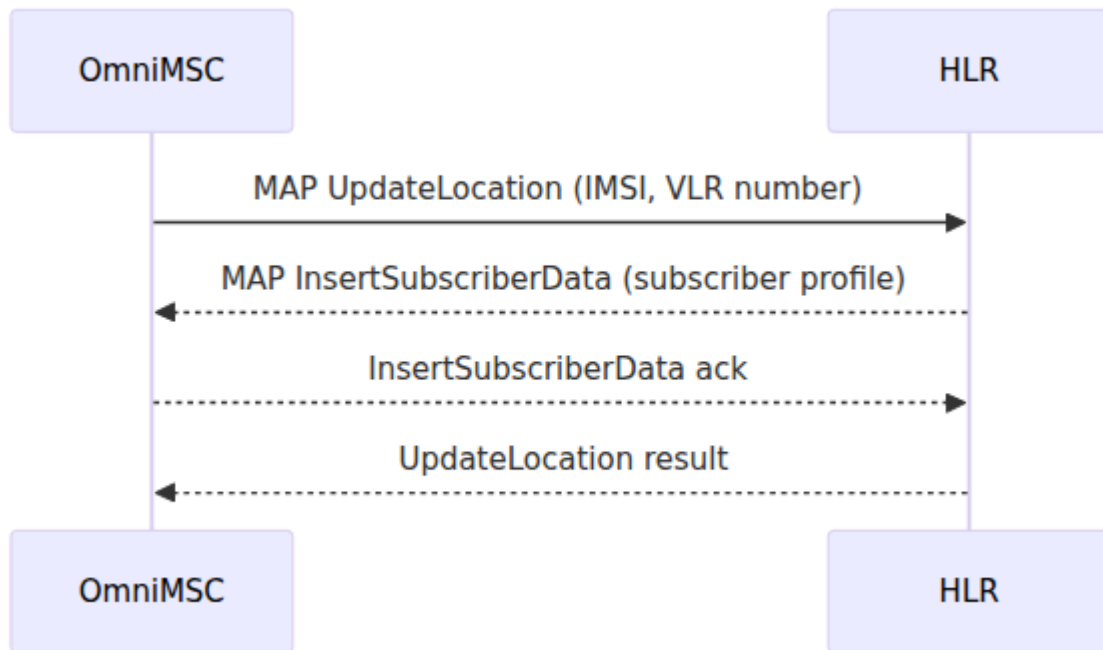 OmniMSC
HLR
MAP UpdateLocation (IMSI, VLR number)
MAP InsertSubscriberData (subscriber profile)
InsertSubscriberData ack
UpdateLocation result
OmniMSC
HLR